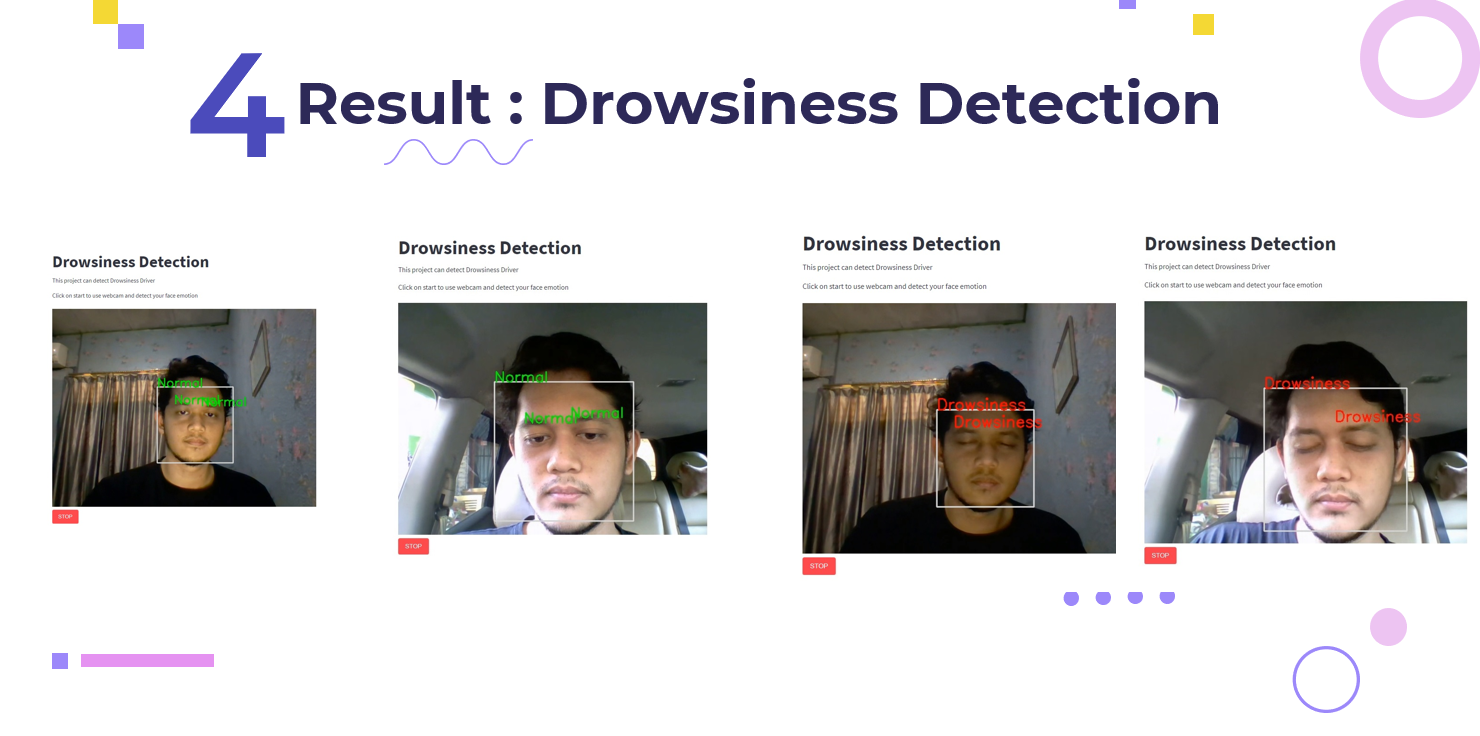 4 Result : Drowsiness Detection
Drowsiness Detection
This project can detect Drowsiness Driver
Click on start to use webcam and detect your face emotion
Normal
Normal
Normal
STOP
Drowsiness Detection
This project can detect Drowsiness Driver
Click on start to use webcam and detect your face emotion
Normal
Normal
Normal
STOP
Drowsiness Detection
This project can detect Drowsiness Driver
Click on start to use webcam and detect your face emotion
Drowsiness
Drowsiness
STOP
Drowsiness Detection
This project can detect Drowsiness Driver
Click on start to use webcam and detect your face emotion
Drowsiness
Drowsiness
STOP